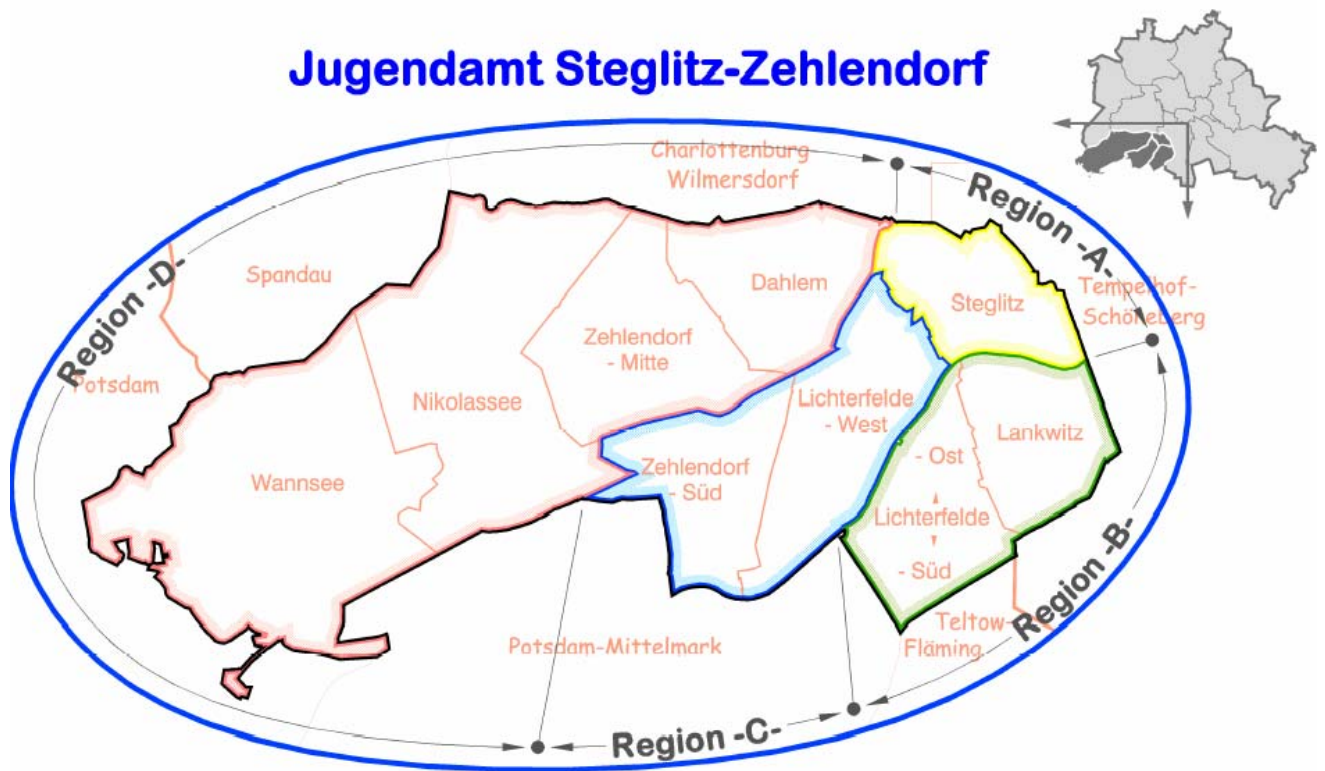 Jugendamt Steglitz-Zehlendorf
Charlottenburg
Wilmersdorf
Region -A-
Region -D-
Spandau
Dahlem
Steglitz
Tempelhof-
Schöneberg
Potsdam
Zehlendorf
- Mitte
Nikolassee
Lichterfelde
- West
Lankwitz
- Ost
Wannsee
Zehlendorf
- Süd
Lichterfelde
- Süd
Region -B-
Teltow-
Fläming
Potsdam-Mittelmark
Region -C-